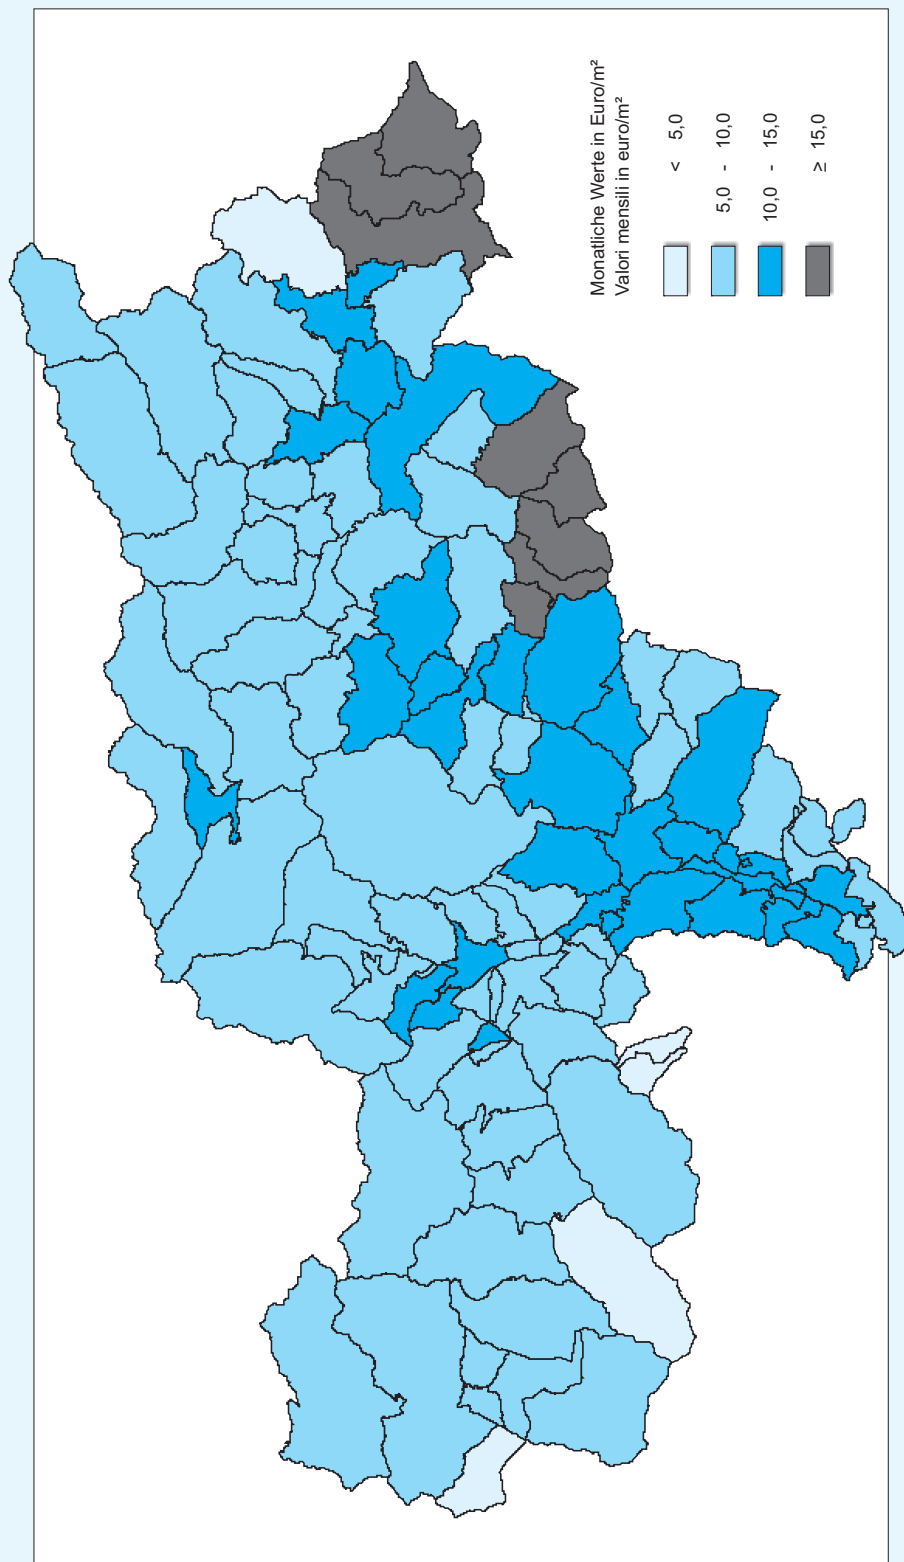 Monatliche Werte in Euro/m²
Valori mensili in euro/m²
< 5,0
5,0 - 10,0
10,0 - 15,0
≥ 15,0